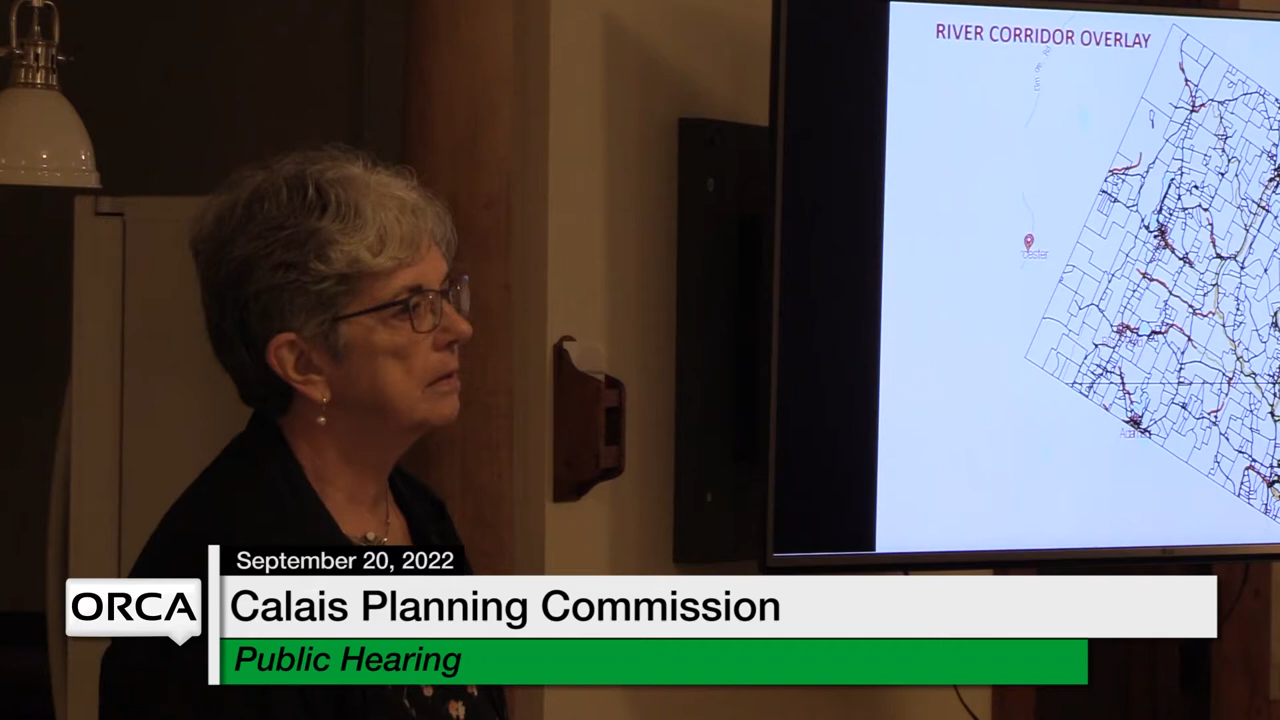 RIVER CORRIDOR OVERLAY
September 20, 2022
ORCA
Calais Planning Commission
Public Hearing